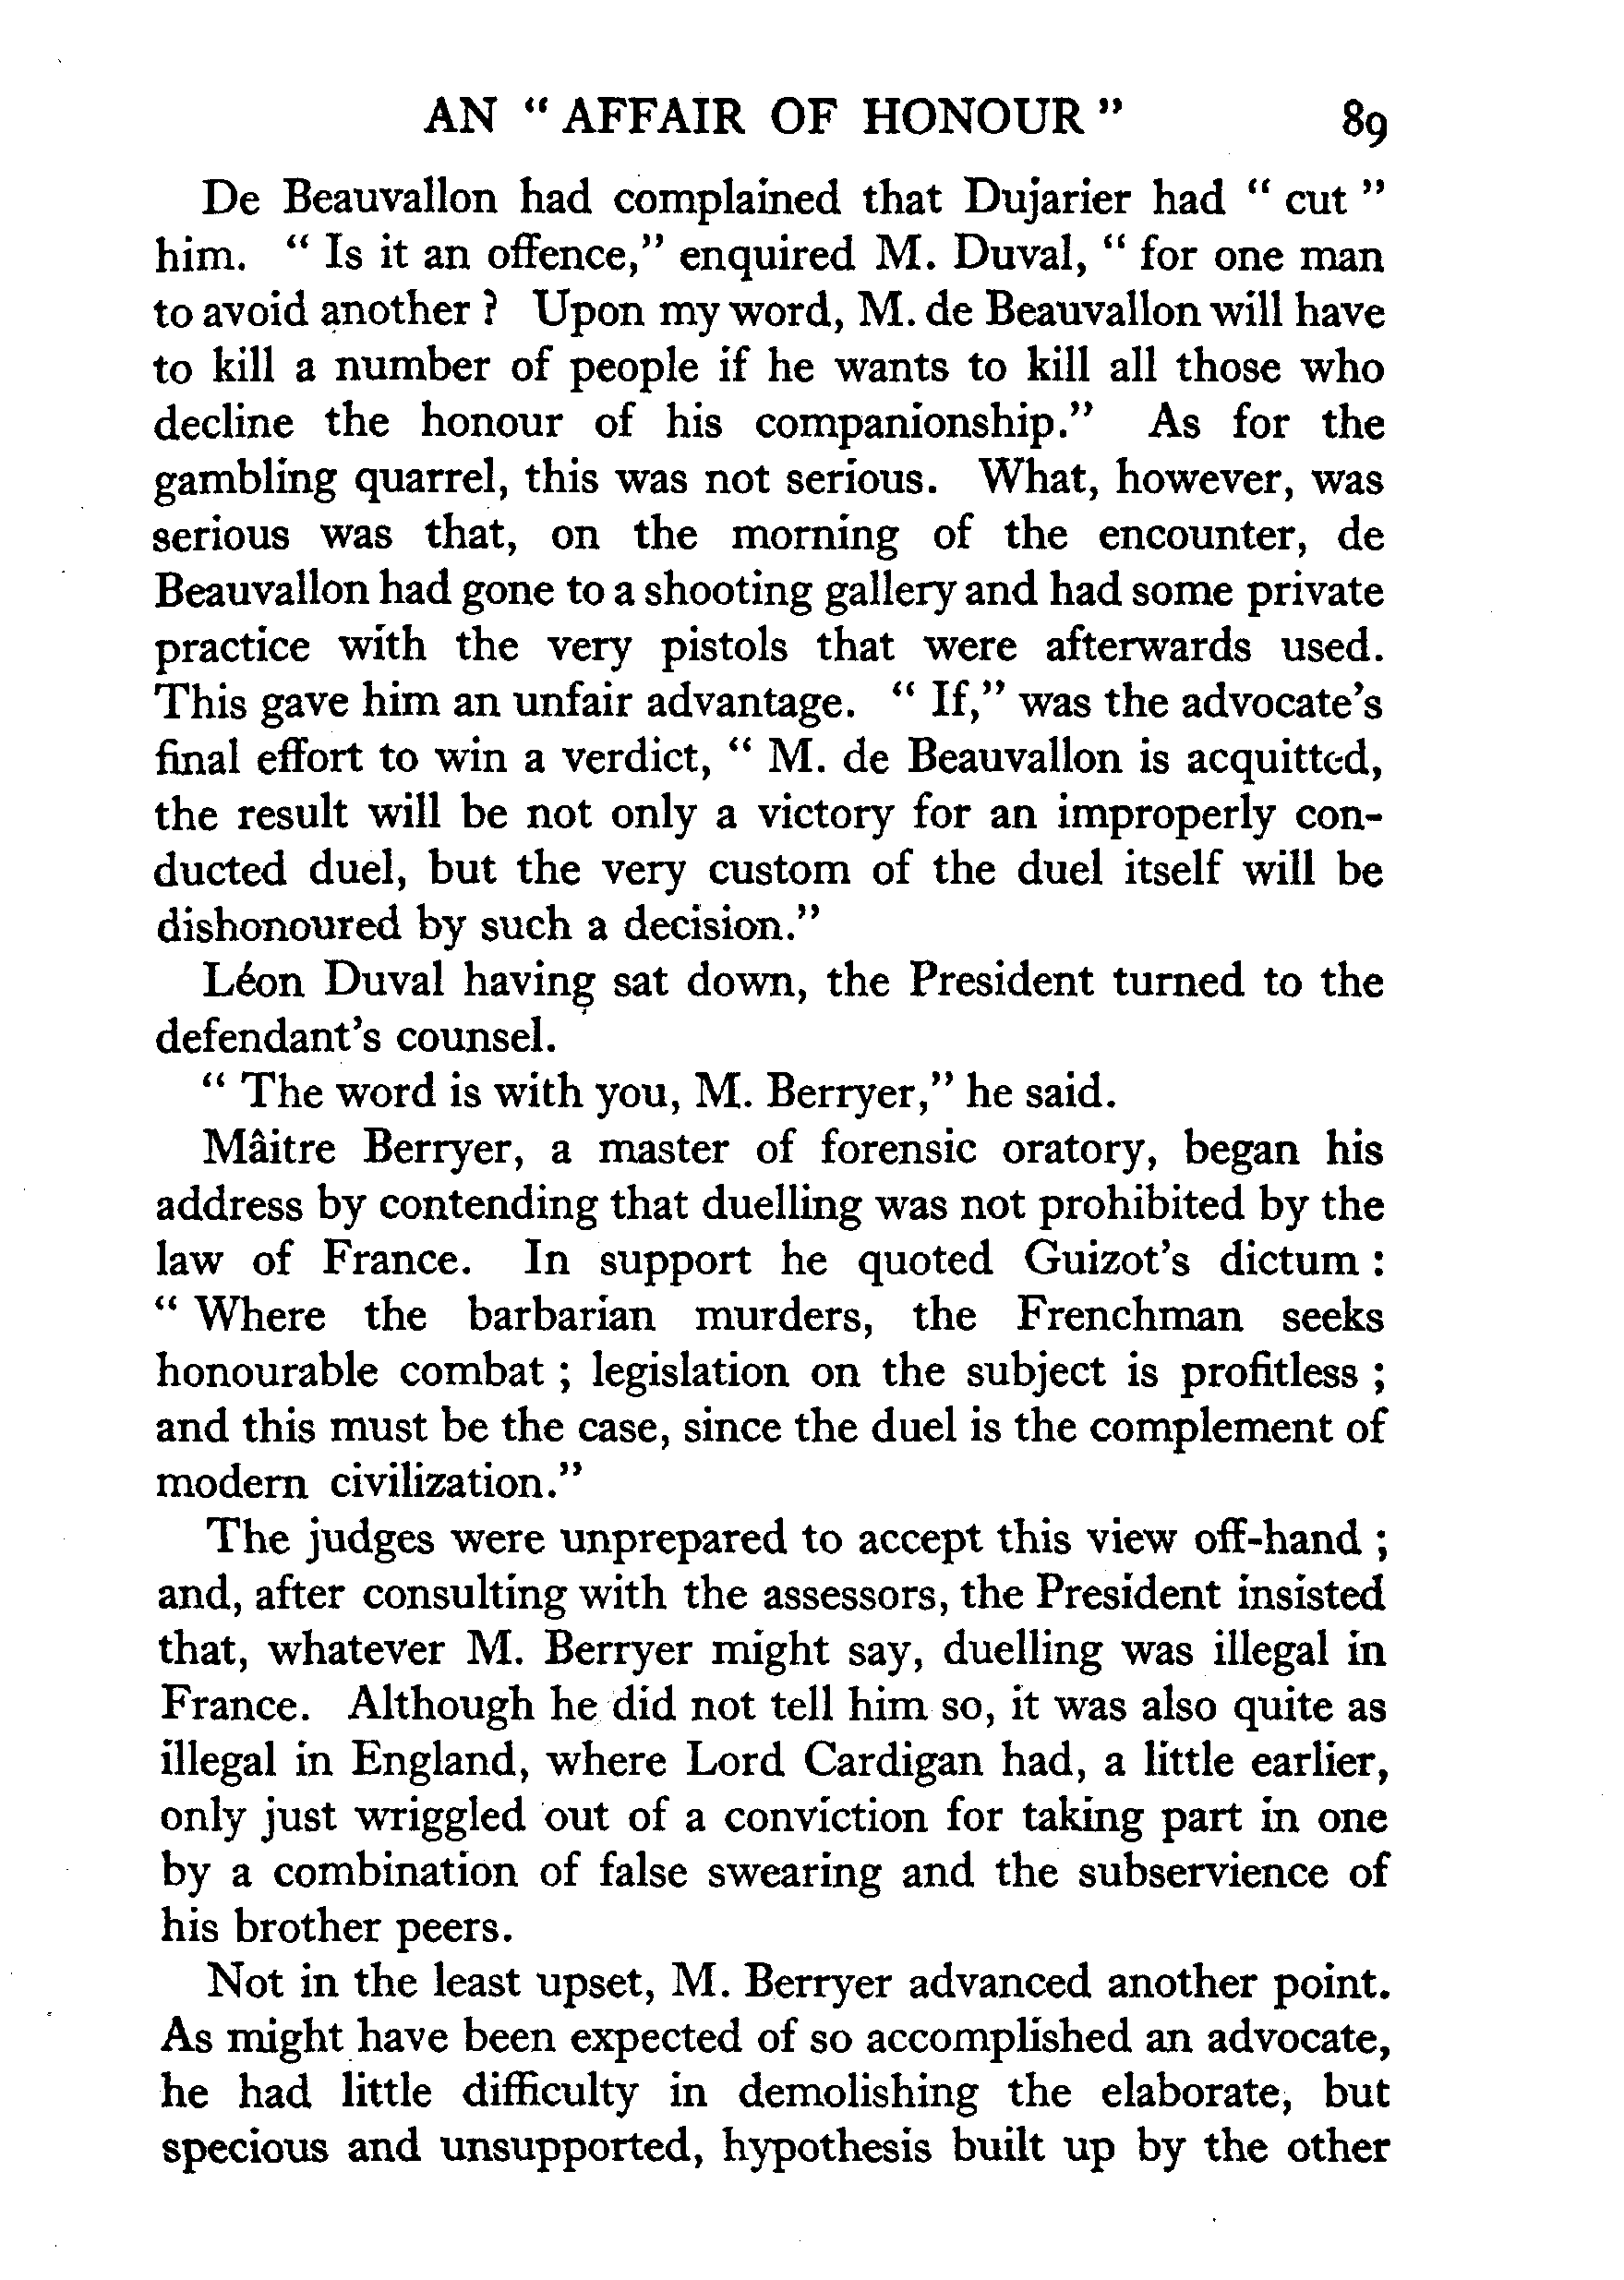 AN " AFFAIR OF HONOUR " 89
De Beauvallon had complained that Dujarier had " cut "
him. " Is it an offence," enquired M. Duval, " for one man
to avoid another ? Upon my word, M. de Beauvallon will have
to kill a number of people if he wants to kill all those who
decline the honour of his companionship." As for the
gambling quarrel, this was not serious. What, however, was
serious was that, on the morning of the encounter, de
Beauvallon had gone to a shooting gallery and had some private
practice with the very pistols that were afterwards used.
This gave him an unfair advantage. " If," was the advocate's
final effort to win a verdict, " M. de Beauvallon is acquitted,
the result will be not only a victory for an improperly con-
ducted duel, but the very custom of the duel itself will be
dishonoured by such a decision."
Léon Duval having sat down, the President turned to the
defendant's counsel.
" The word is with you, M. Berryer," he said.
Mâitre Berryer, a master of forensic oratory, began his
address by contending that duelling was not prohibited by the
law of France. In support he quoted Guizot's dictum :
" Where the barbarian murders, the Frenchman seeks
honourable combat ; legislation on the subject is profitless ;
and this must be the case, since the duel is the complement of
modern civilization."
The judges were unprepared to accept this view off-hand ;
and, after consulting with the assessors, the President insisted
that, whatever M. Berryer might say, duelling was illegal in
France. Although he did not tell him so, it was also quite as
illegal in England, where Lord Cardigan had, a little earlier,
only just wriggled out of a conviction for taking part in one
by a combination of false swearing and the subservience of
his brother peers.
Not in the least upset, M. Berryer advanced another point.
As might have been expected of so accomplished an advocate,
he had little difficulty in demolishing the elaborate, but
specious and unsupported, hypothesis built up by the other